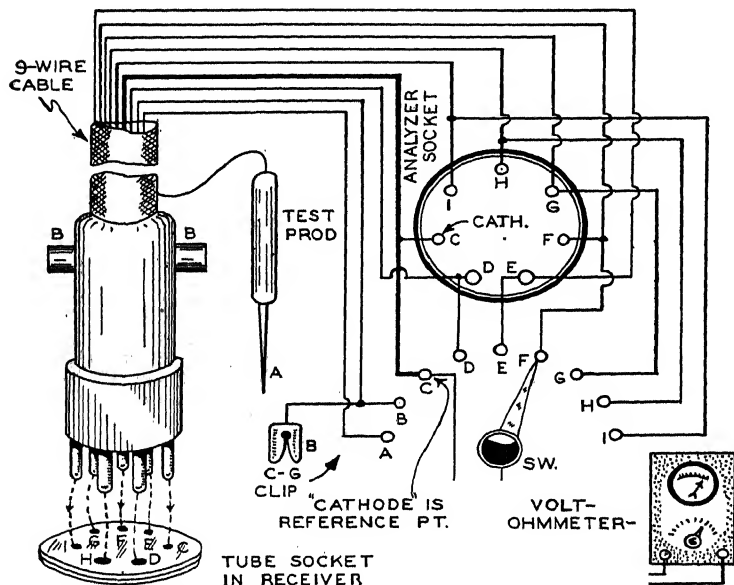 9-WIRE
CABLE
ANALYZER
SOCKET
H
I
G
CATH.
C
F
D
E
B
B
TEST
PROD
A
D
E
F
G
C
H
B
A
I
B
C-G
CLIP
SW.
"CATHODE" IS
REFERENCE PT.
VOLT-
OHMMETER-
I
G
E
C
H
D
TUBE SOCKET
IN RECEIVER